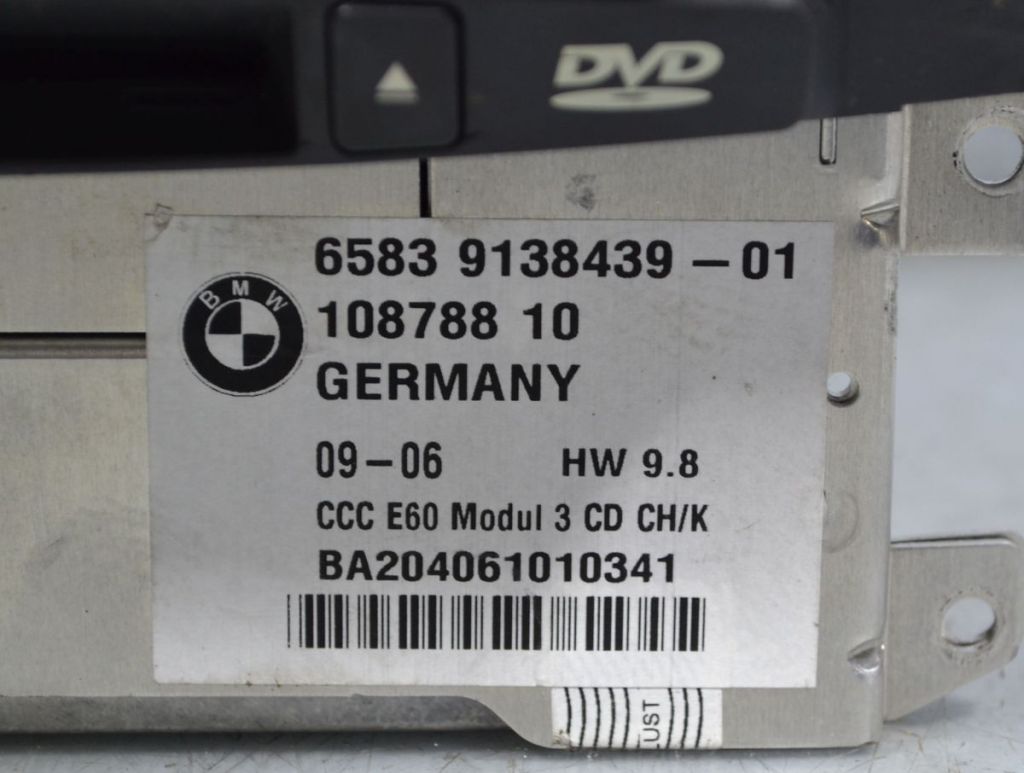 DVD
6583 9138439 – 01
BMW
108788 10
GERMANY
09 – 06 HW 9.8
CCC E60 Modul 3 CD CH/K
BA204061010341